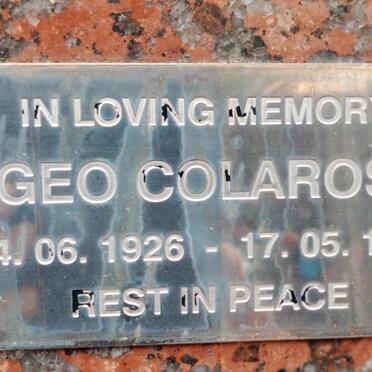 IN LOVING MEMORY
GEO COLAROS
4. 06. 1926 - 17. 05. 1
REST IN PEACE